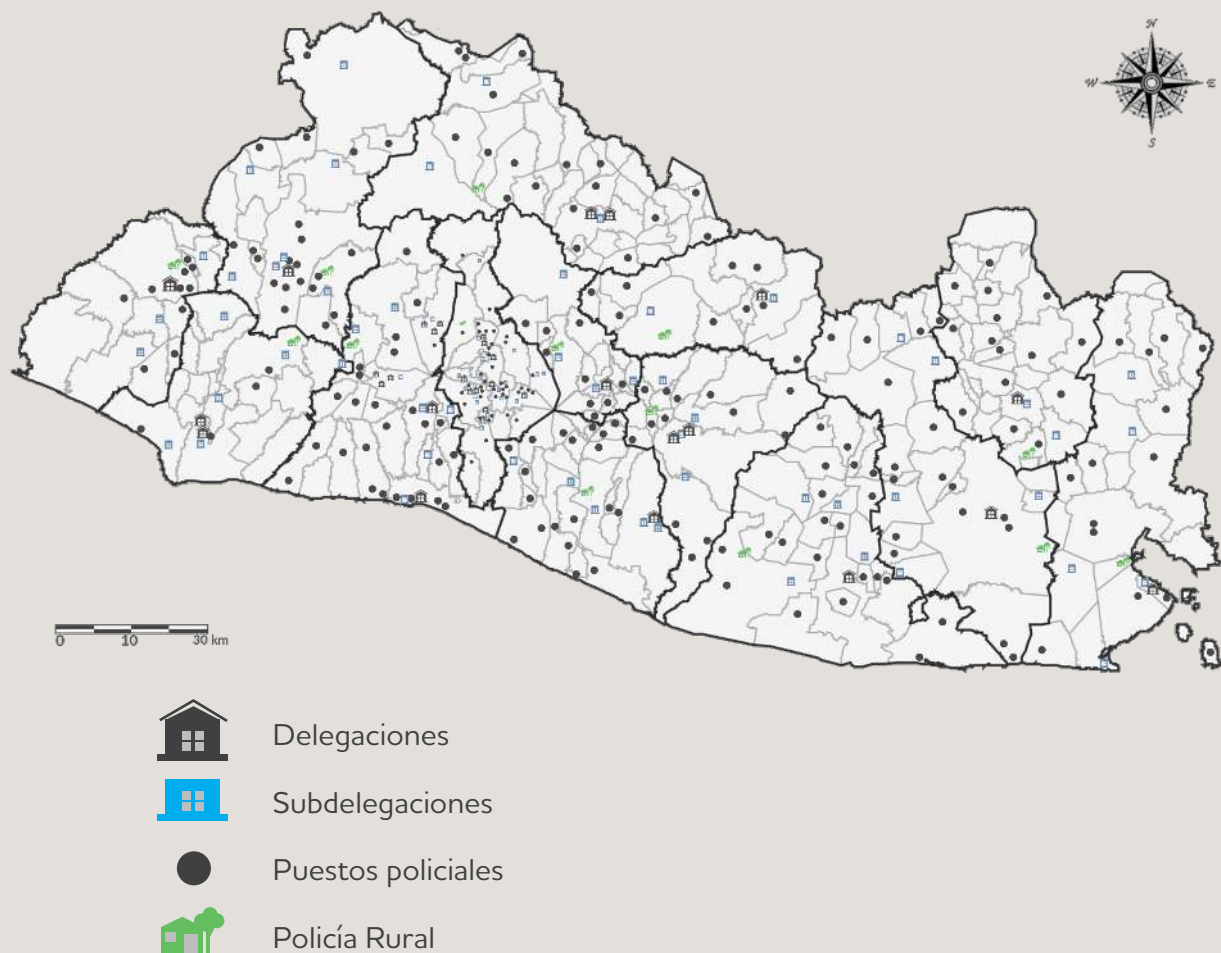 N
W E
S
0 10 30 km
Delegaciones
Subdelegaciones
Puestos policiales
Policía Rural